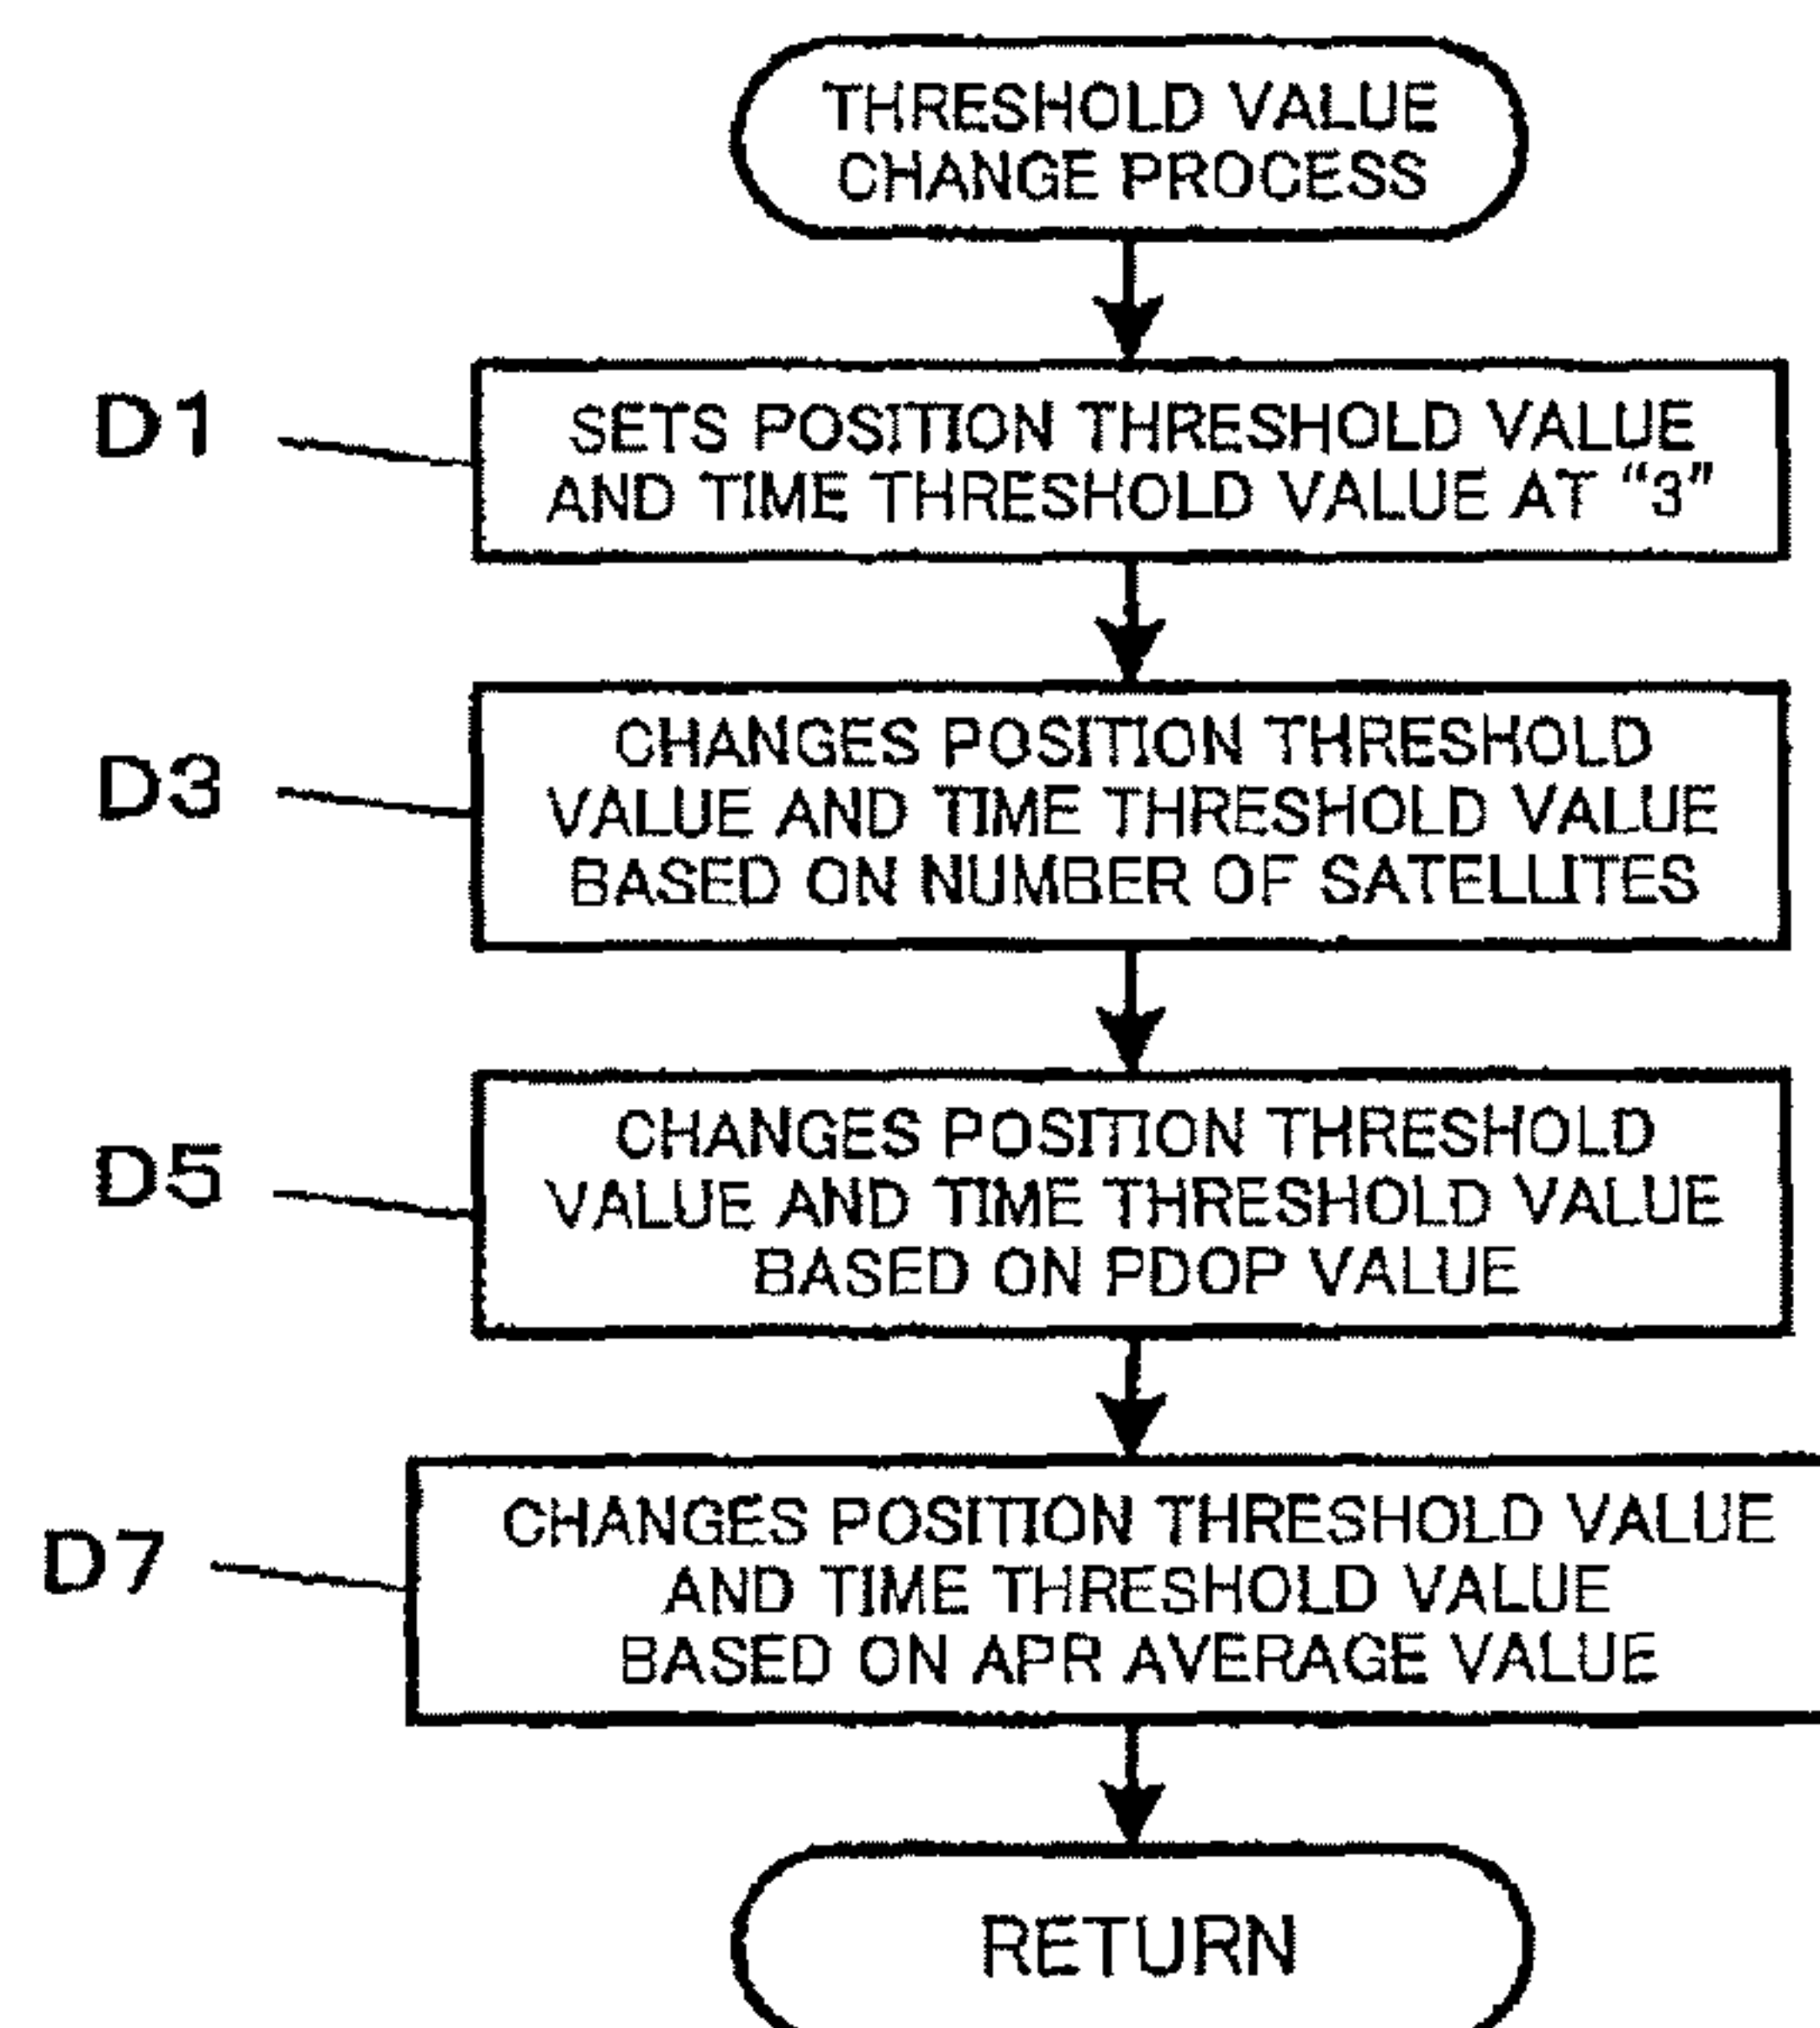 THRESHOLD VALUE
CHANGE PROCESS
D1
SETS POSITION THRESHOLD VALUE
AND TIME THRESHOLD VALUE AT “3”
D3
CHANGES POSITION THRESHOLD
VALUE AND TIME THRESHOLD VALUE
BASED ON NUMBER OF SATELLITES
D5
CHANGES POSITION THRESHOLD
VALUE AND TIME THRESHOLD VALUE
BASED ON PDOP VALUE
D7
CHANGES POSITION THRESHOLD VALUE
AND TIME THRESHOLD VALUE
BASED ON APR AVERAGE VALUE
RETURN